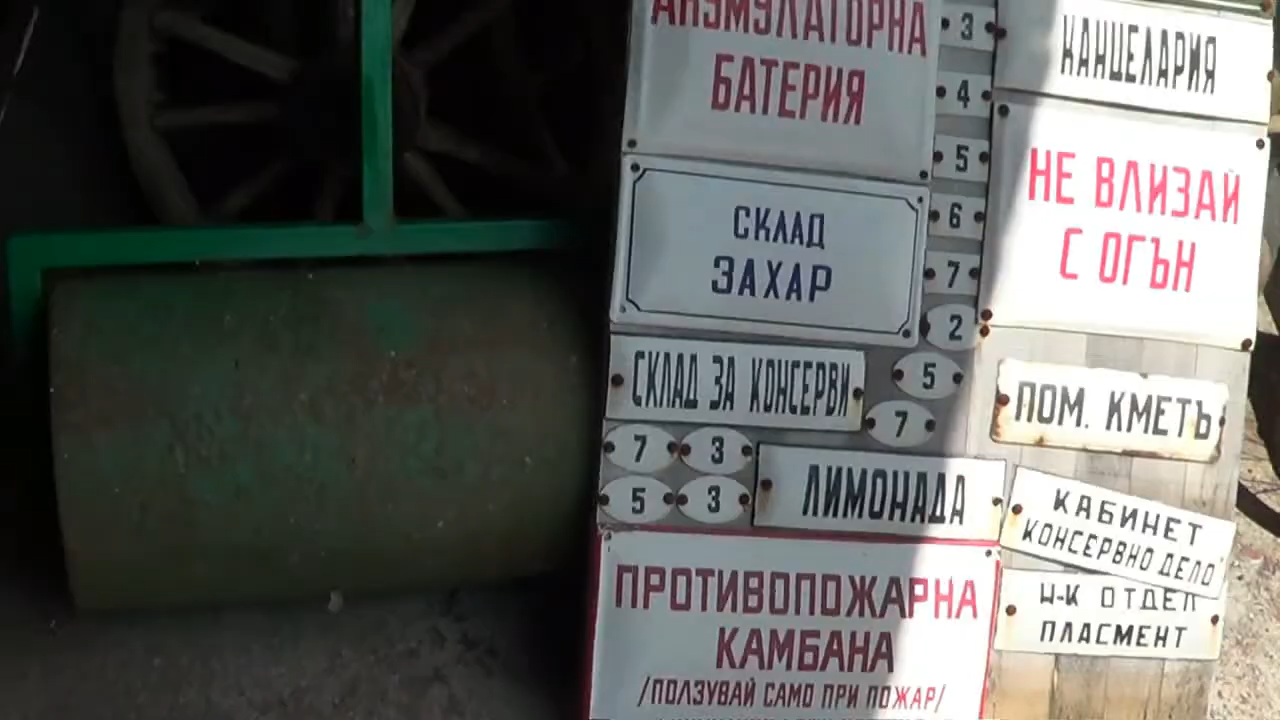 АКУМУЛАТОРНА
БАТЕРИЯ
СКЛАД
ЗАХАР
СКЛАД ЗА КОНСЕРВИ
7 3
5 3
ЛИМОНАДА
ПРОТИВОПОЖАРНА
КАМБАНА
/ПОЛЗУВАЙ САМО ПРИ ПОЖАР/
3
4
5
6
7
2
5
7
КАНЦЕЛАРИЯ
НЕ ВЛИЗАЙ
С ОГЪН
ПОМ. КМЕТЪ
КАБИНЕТ
КОНСЕРВНО ДЕЛО
Н-К ОТДЕЛ
ПЛАСМЕНТ